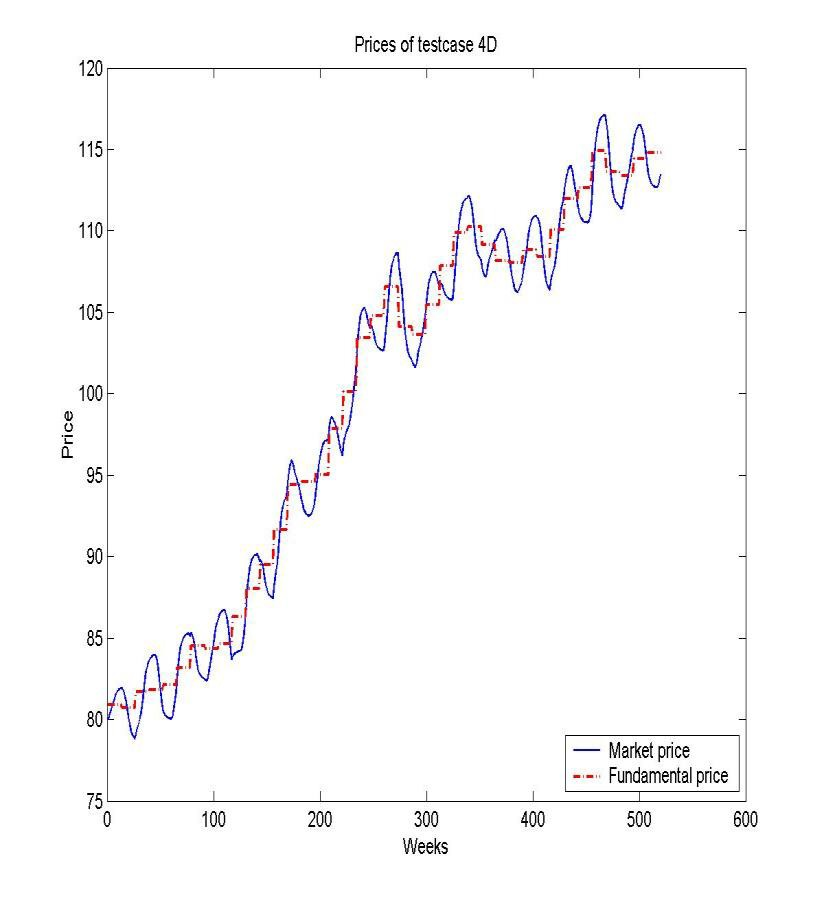 Prices of testcase 4D
120
115
110
105
100
95
90
85
80
75
Price
0 100 200 300 400 500 600
Weeks
Market price
Fundamental price